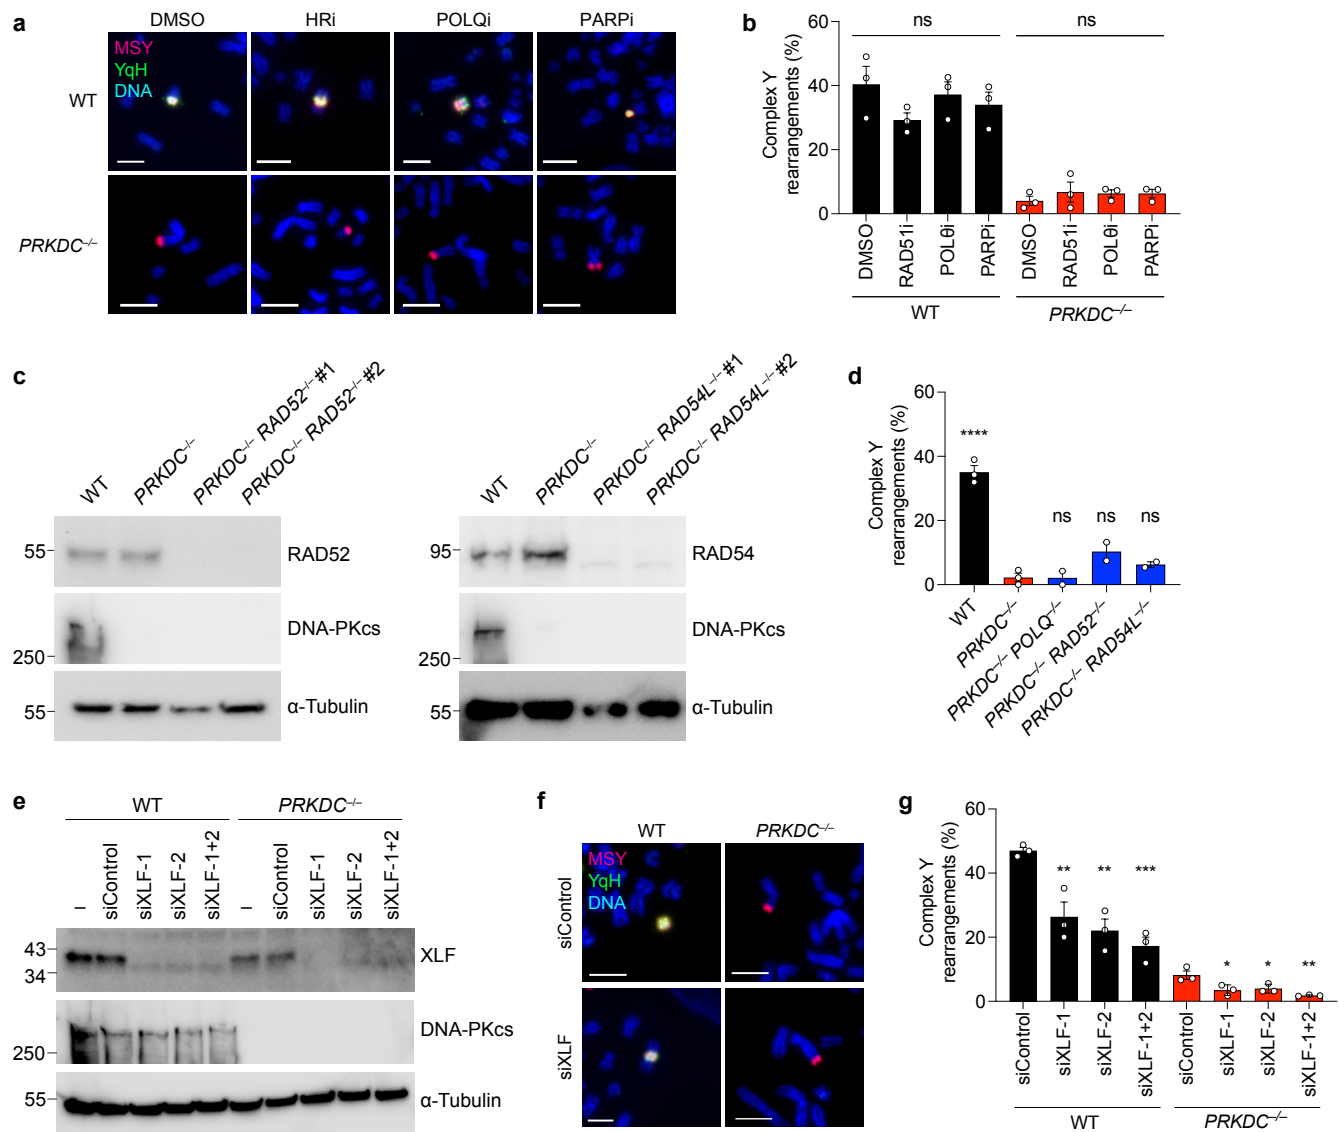 a
DMSO HRi POLQi PARPi
MSY
YqH
DNA
WT
PRKDC–/–
b
Complex Y
rearrangements (%)
60
40
20
0
ns ns
DMSO RAD51i POLθi PARPi DMSO RAD51i POLθi PARPi
WT PRKDC–/–
c
WT PRKDC–/– PRKDC–/– RAD52–/– #1 PRKDC–/– RAD52–/– #2
55 RAD52
DNA-PKcs
250
55 α-Tubulin
WT PRKDC–/– PRKDC–/– RAD54L–/– #1 PRKDC–/– RAD54L–/– #2
95 RAD54
DNA-PKcs
250
55 α-Tubulin
d
Complex Y
rearrangements (%)
60
40
20
0
**** ns ns ns
WT PRKDC–/– PRKDC–/– POLQ–/– PRKDC–/– RAD52–/– PRKDC–/– RAD54L–/–
e
WT PRKDC–/–
– siControl siXLF-1 siXLF-2 siXLF-1+2 – siControl siXLF-1 siXLF-2 siXLF-1+2
43 XLF
34
DNA-PKcs
250
55 α-Tubulin
f
WT PRKDC–/–
MSY
YqH
DNA
siControl
siXLF
g
Complex Y
rearrangements (%)
60
40
20
0
** ** *** * * **
siControl siXLF-1 siXLF-2 siXLF-1+2 siControl siXLF-1 siXLF-2 siXLF-1+2
WT PRKDC–/–